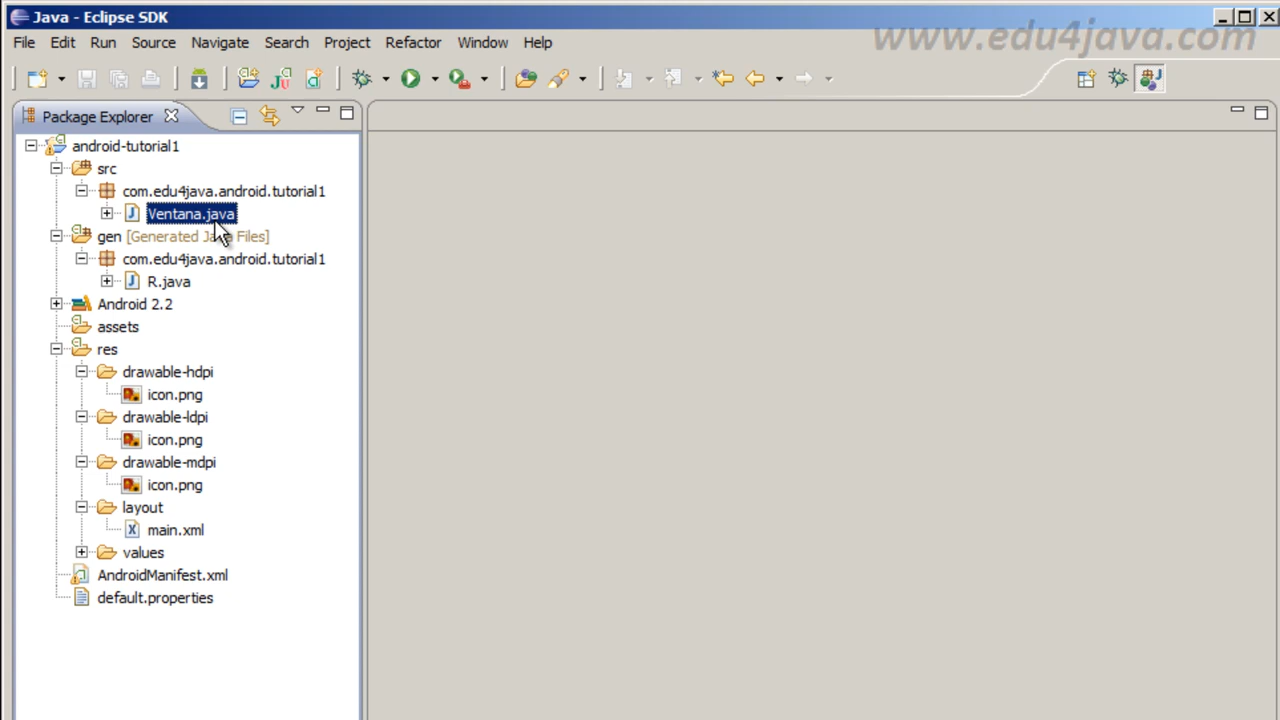 Java - Eclipse SDK
File Edit Run Source Navigate Search Project Refactor Window Help
www.edu4java.com
Package Explorer
android-tutorial1
src
com.edu4java.android.tutorial1
Ventana.java
gen [Generated Java Files]
com.edu4java.android.tutorial1
R.java
Android 2.2
assets
res
drawable-hdpi
icon.png
drawable-ldpi
icon.png
drawable-mdpi
icon.png
layout
main.xml
values
AndroidManifest.xml
default.properties